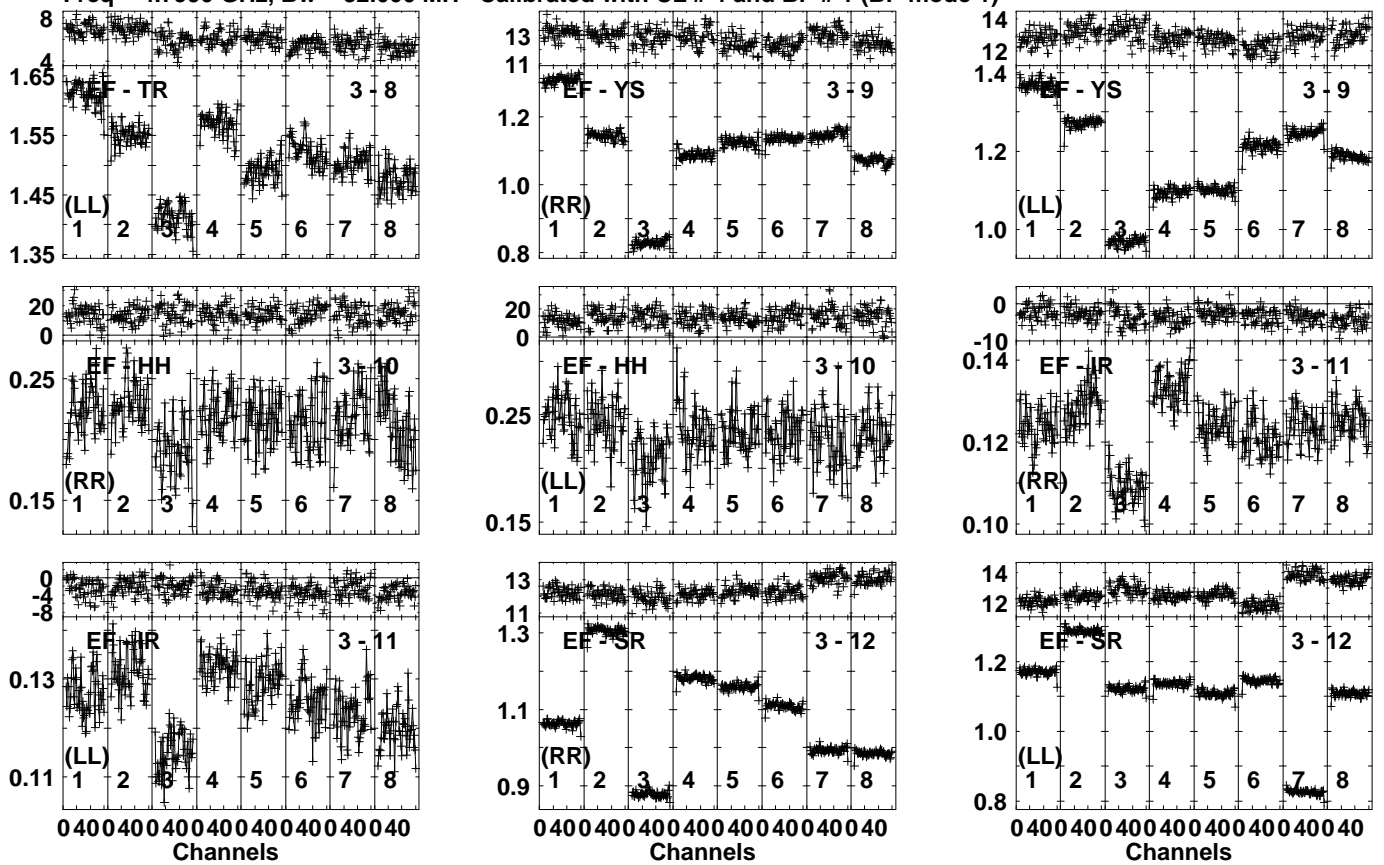 8
4
1.65
1.55
1.45
1.35
EF - TR
3 - 8
(LL)
1 2 3 4 5 6 7 8
13
11
1.2
1.0
0.8
EF - YS
3 - 9
(RR)
1 2 3 4 5 6 7 8
14
12
1.4
1.2
1.0
EF - YS
3 - 9
(LL)
1 2 3 4 5 6 7 8
20
0
0.25
0.15
EF - HH
3 - 10
(RR)
1 2 3 4 5 6 7 8
20
0
0.25
0.15
EF - HH
3 - 10
(LL)
1 2 3 4 5 6 7 8
0
-10
0.14
0.12
0.10
EF - IR
3 - 11
(RR)
1 2 3 4 5 6 7 8
0
-4
-8
0.13
0.11
EF - IR
3 - 11
(LL)
1 2 3 4 5 6 7 8
0 40 0 40 0 40 0 40 0 40 0 40 0 40 0 40
Channels
13
11
1.3
1.1
0.9
EF - SR
3 - 12
(RR)
1 2 3 4 5 6 7 8
0 40 0 40 0 40 0 40 0 40 0 40 0 40 0 40
Channels
14
12
1.2
1.0
0.8
EF - SR
3 - 12
(LL)
1 2 3 4 5 6 7 8
0 40 0 40 0 40 0 40 0 40 0 40 0 40 0 40
Channels